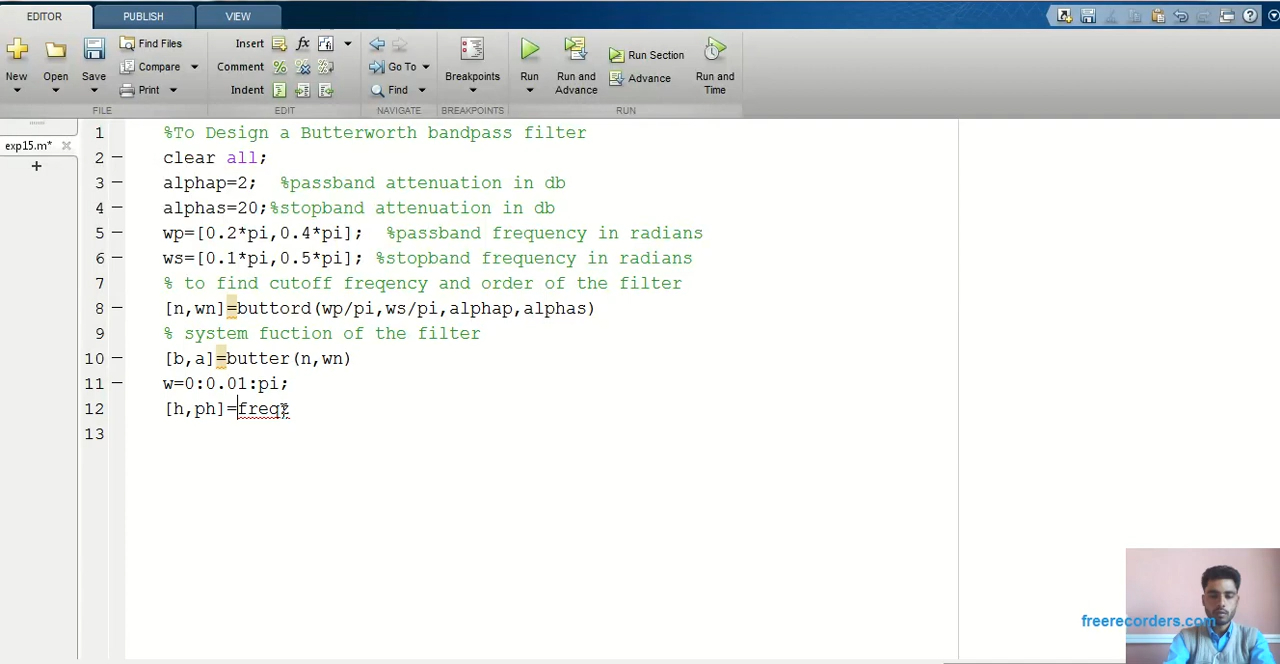 EDITOR PUBLISH VIEW
New Open Save Find Files Compare Print
Insert Comment Indent
Go To Find
Breakpoints
Run Run and Advance Run Section Advance Run and Time
FILE EDIT NAVIGATE BREAKPOINTS RUN
exp15.m*
1 %To Design a Butterworth bandpass filter
2 clear all;
3 alphap=2; %passband attenuation in db
4 alphas=20;%stopband attenuation in db
5 wp=[0.2*pi,0.4*pi]; %passband frequency in radians
6 ws=[0.1*pi,0.5*pi]; %stopband frequency in radians
7 % to find cutoff freqency and order of the filter
8 [n,wn]=buttord(wp/pi,ws/pi,alphap,alphas)
9 % system fuction of the filter
10 [b,a]=butter(n,wn)
11 w=0:0.01:pi;
12 [h,ph]=freqz
13
freerecorders.com